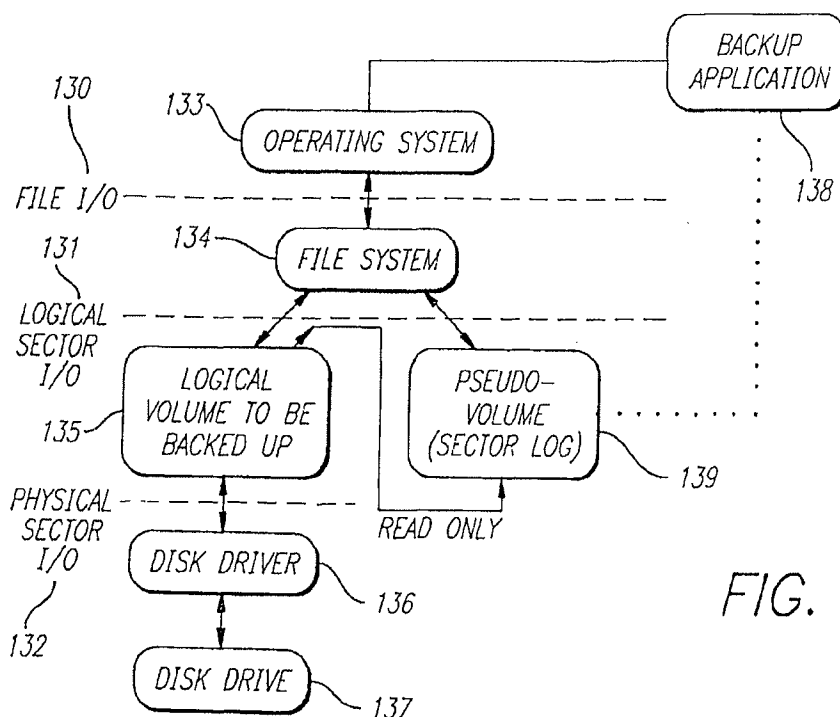 BACKUP
APPLICATION
138
130
133
OPERATING SYSTEM
FILE I/O
134
FILE SYSTEM
131
LOGICAL
SECTOR
I/O
LOGICAL
VOLUME TO BE
BACKED UP
135
PSEUDO-
VOLUME
(SECTOR LOG)
139
READ ONLY
PHYSICAL
SECTOR
I/O
132
DISK DRIVER
136
DISK DRIVE
137
FIG.